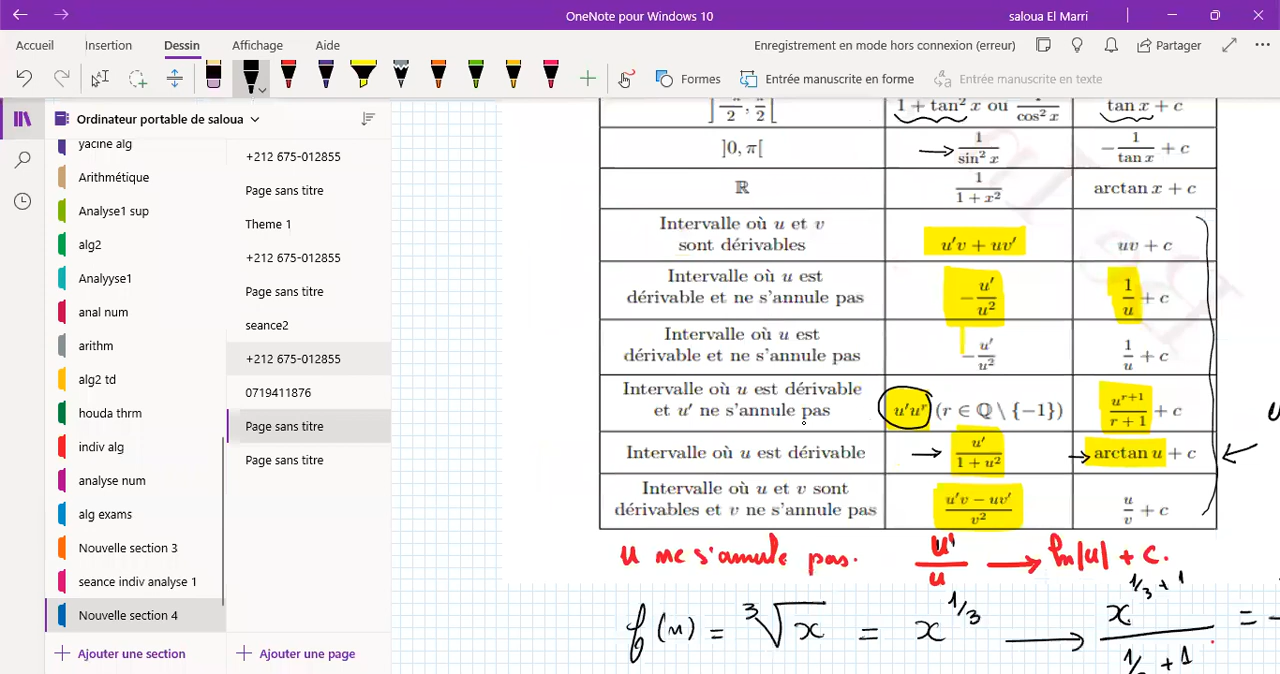 OneNote pour Windows 10
saloua El Marri
Accueil Insertion Dessin Affichage Aide
Enregistrement en mode hors connexion (erreur)
Partager
Formes
Entrée manuscrite en forme
Entrée manuscrite en texte
Ordinateur portable de saloua
yacine alg
Arithmétique
Analyse1 sup
alg2
Analyyse1
anal num
arithm
alg2 td
houda thrm
indiv alg
analyse num
alg exams
Nouvelle section 3
seance indiv analyse 1
Nouvelle section 4
+ Ajouter une section
+212 675-012855
Page sans titre
Theme 1
+212 675-012855
Page sans titre
seance2
+212 675-012855
0719411876
Page sans titre
Page sans titre
+ Ajouter une page
2 , 2 1 + tan² x ou cos² x tan x + c
]0, π[ → 1/sin² x −1/tan x + c
ℝ 1/(1 + x²) arctan x + c
Intervalle où u et v
sont dérivables u′v + uv′ uv + c
Intervalle où u est
dérivable et ne s'annule pas −u′/u² 1/u + c
Intervalle où u est
dérivable et ne s'annule pas −u′/u² 1/u + c
Intervalle où u est dérivable
et u′ ne s'annule pas u′uʳ (r ∈ ℚ \ {−1}) uʳ⁺¹/(r + 1) + c
Intervalle où u est dérivable → u′/(1 + u²) → arctan u + c ←
Intervalle où u et v sont
dérivables et v ne s'annule pas (u′v − uv′)/v² u/v + c
u ne s'annule pas. u'/u → ln|u| + c.
f(x) = ³√x = x^1/3 → x^(1/3 + 1)/(1/3 + 1) =